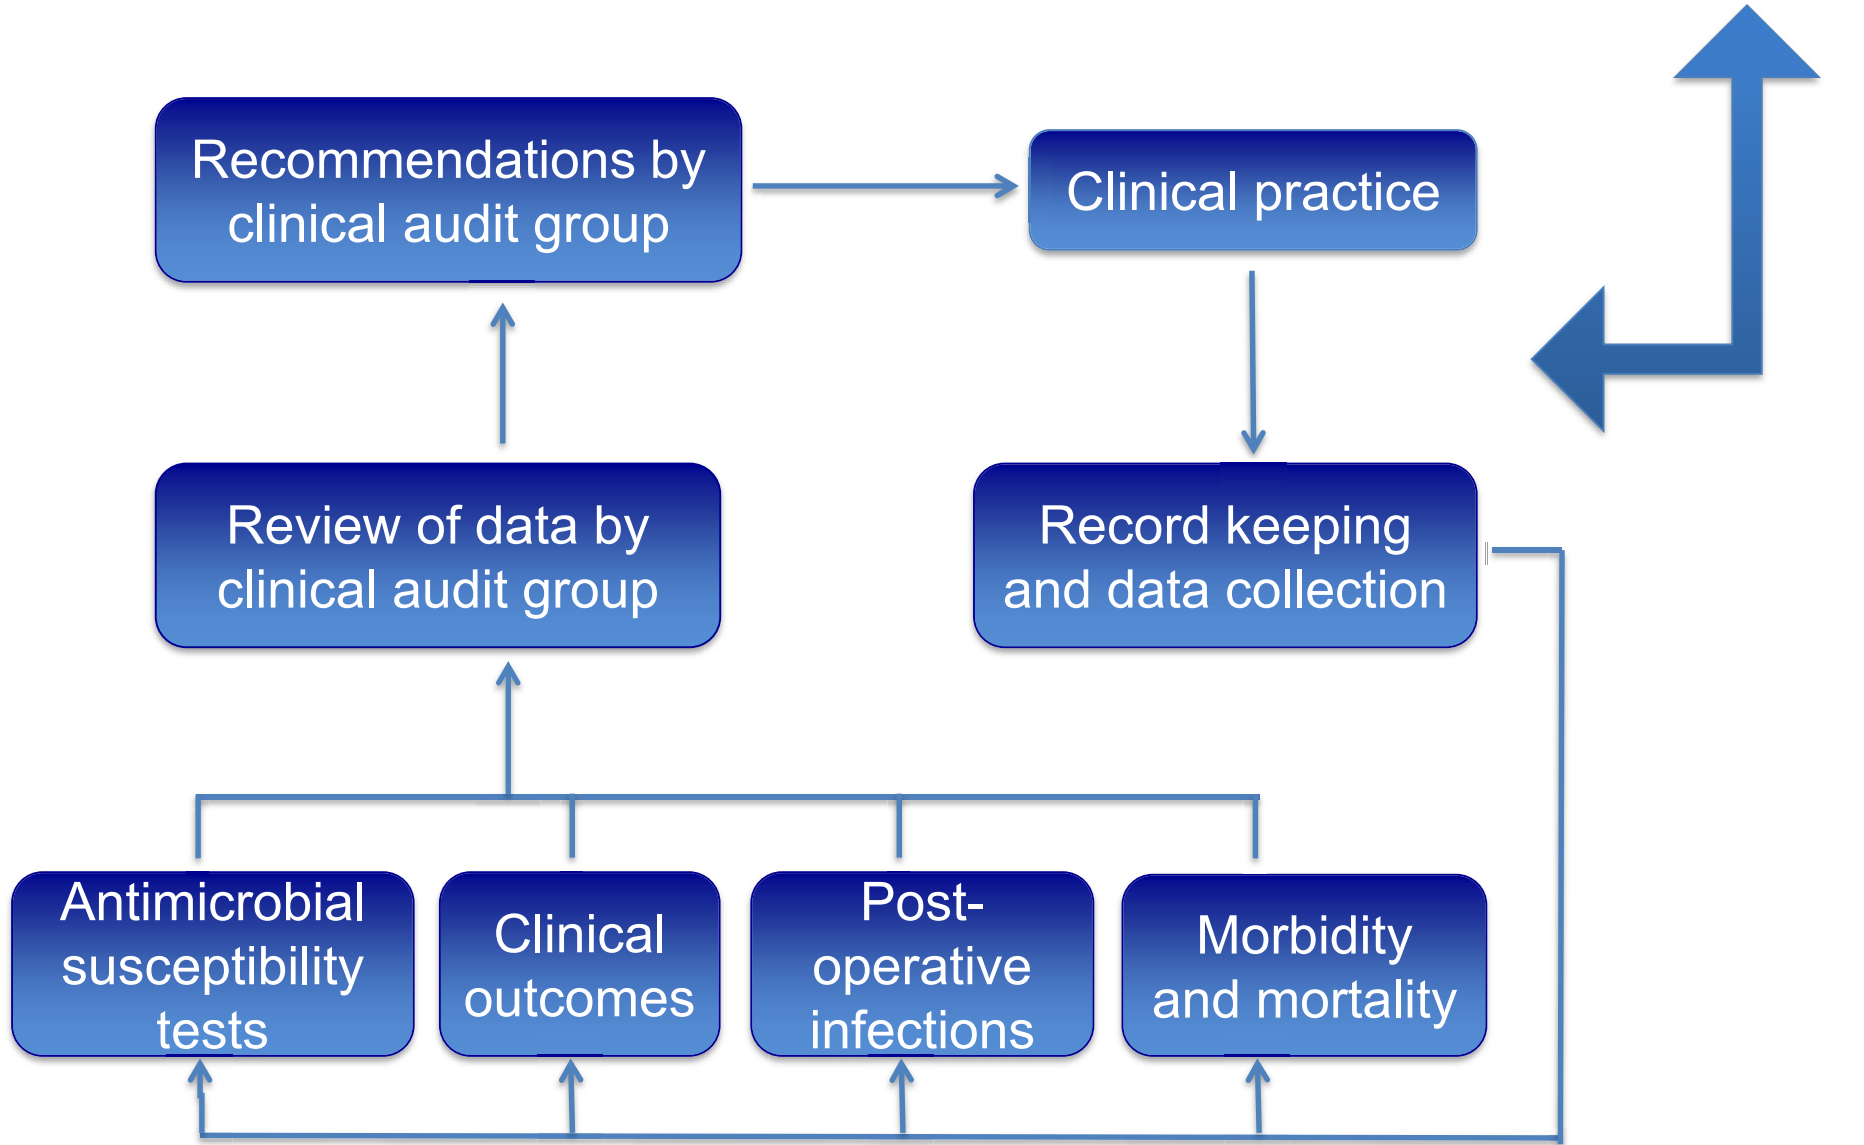 Recommendations by
clinical audit group
Clinical practice
Review of data by
clinical audit group
Record keeping
and data collection
Antimicrobial
susceptibility
tests
Clinical
outcomes
Post-
operative
infections
Morbidity
and mortality